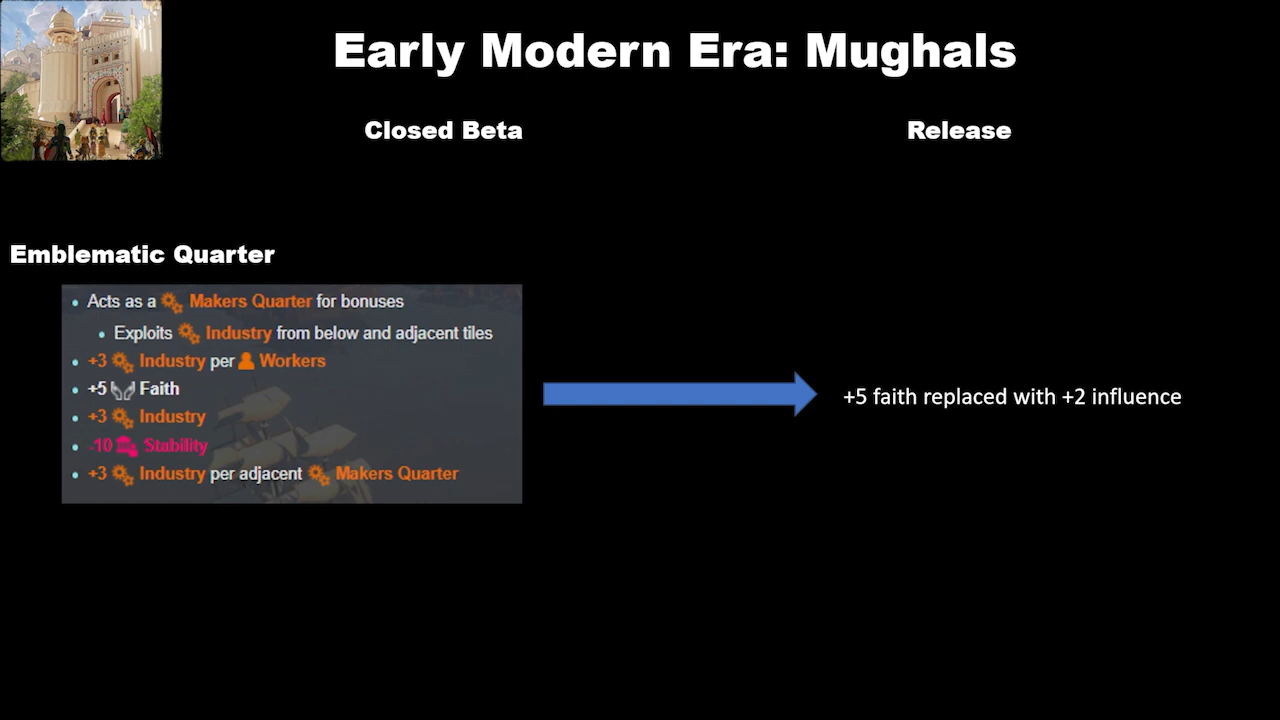 Early Modern Era: Mughals
Closed Beta
Release
Emblematic Quarter
Acts as a Makers Quarter for bonuses
Exploits Industry from below and adjacent tiles
+3 Industry per Workers
+5 Faith
+3 Industry
-10 Stability
+3 Industry per adjacent Makers Quarter
+5 faith replaced with +2 influence